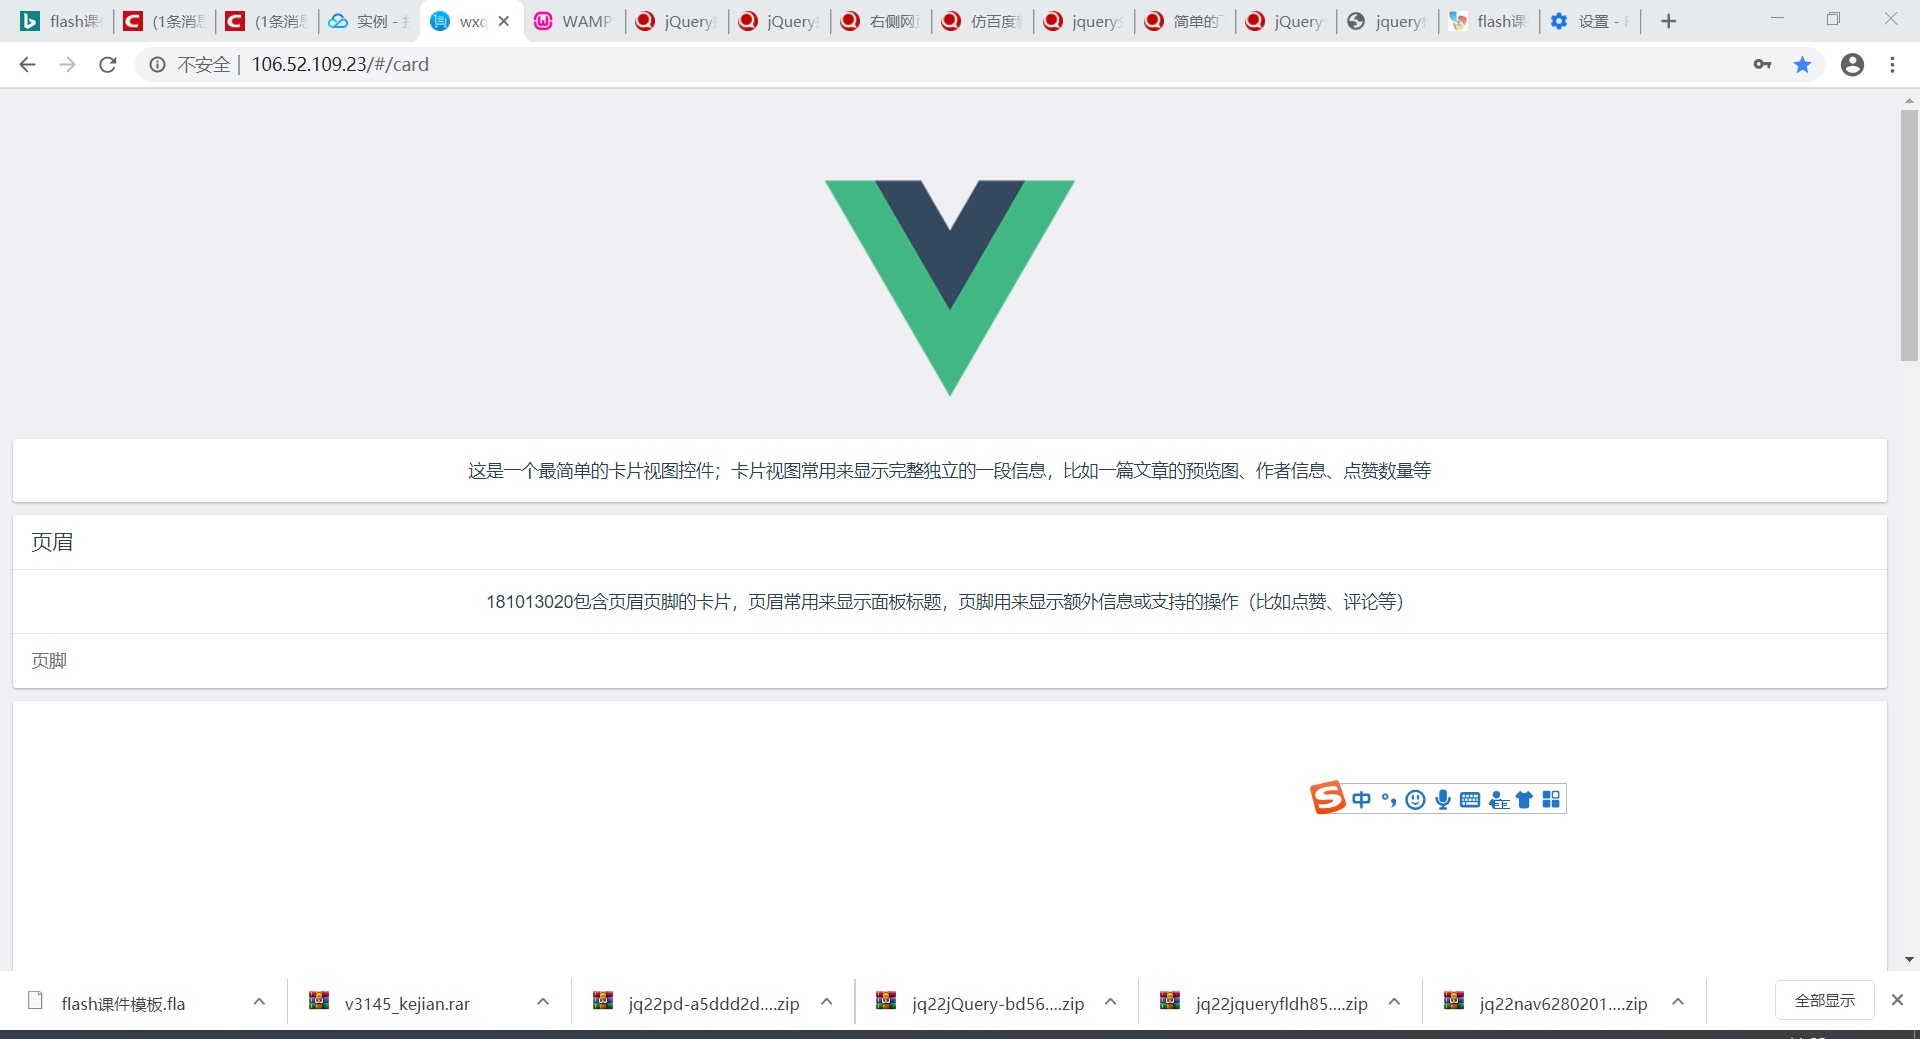 flash课
(1条消息
(1条消息
实例 -
wxq
WAMP
jQuery
jQuery
右侧网页
仿百度
jquery
简单的
jQuery
jquery
flash课
设置 -
不安全 | 106.52.109.23/#/card
这是一个最简单的卡片视图控件；卡片视图常用来显示完整独立的一段信息，比如一篇文章的预览图、作者信息、点赞数量等
页眉
181013020包含页眉页脚的卡片，页眉常用来显示面板标题，页脚用来显示额外信息或支持的操作（比如点赞、评论等）
页脚
中
flash课件模板.fla
v3145_kejian.rar
jq22pd-a5ddd2d....zip
jq22jQuery-bd56....zip
jq22jqueryfldh85....zip
jq22nav6280201....zip
全部显示